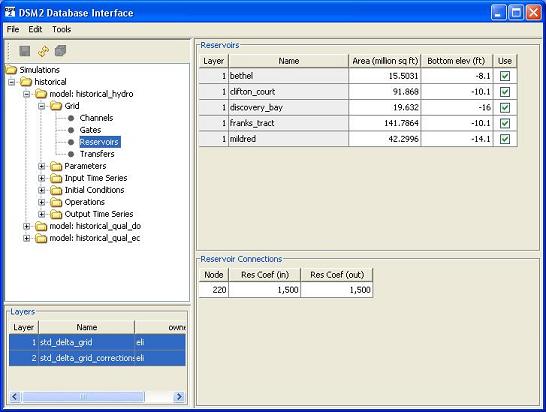 DSM2 Database Interface
File Edit Tools
Simulations
historical
model: historical_hydro
Grid
Channels
Gates
Reservoirs
Transfers
Parameters
Input Time Series
Initial Conditions
Operations
Output Time Series
model: historical_qual_do
model: historical_qual_ec
Layers
Layer Name owne
1 std_delta_grid eli
2 std_delta_grid_corrections eli
Reservoirs
Layer Name Area (million sq ft) Bottom elev (ft) Use
1 bethel 15.5031 -8.1
1 clifton_court 91.868 -10.1
1 discovery_bay 19.632 -16
1 franks_tract 141.7864 -10.1
1 mildred 42.2996 -14.1
Reservoir Connections
Node Res Coef (in) Res Coef (out)
220 1,500 1,500